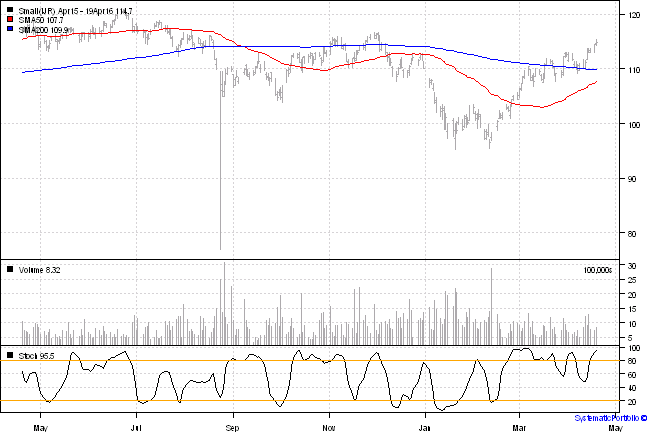 Small(IJR) Apr15 - 19Apr16 114.7
SMA50 107.7
SMA200 109.9
120
110
100
90
80
Volume 8.32
100,000s
30
25
20
15
10
5
Stoch 95.5
100
80
60
40
20
May Jul Sep Nov Jan Mar May
SystematicPortfolio ©